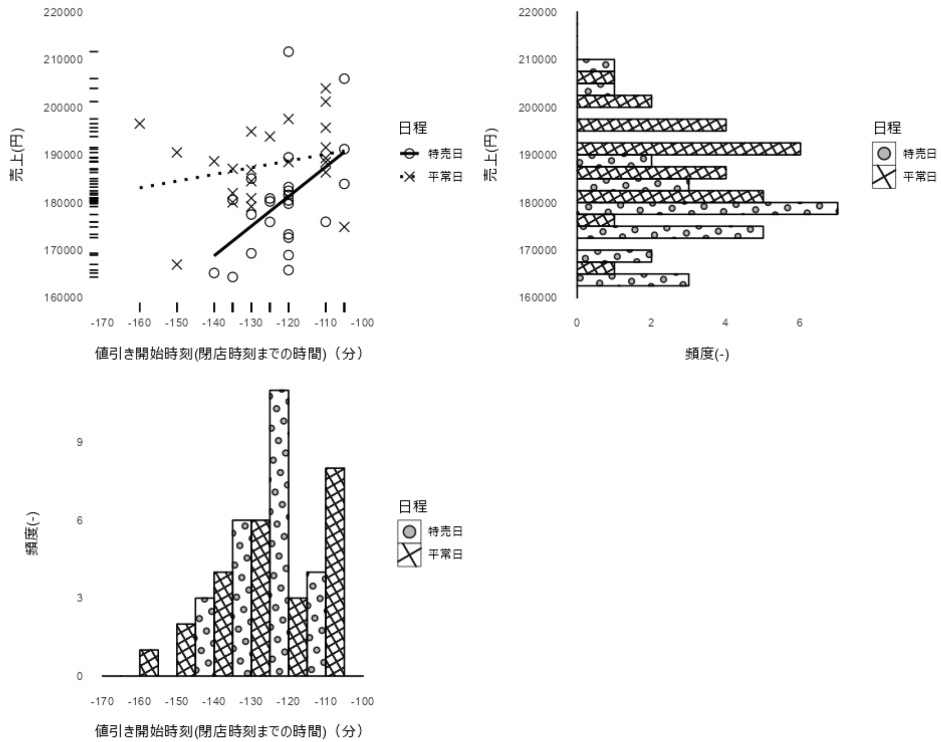 220000
210000
200000
190000
180000
170000
160000
売上(円)
-170 -160 -150 -140 -130 -120 -110 -100
値引き開始時刻(閉店時刻までの時間)（分）
日程
特売日
平常日
220000
210000
200000
190000
180000
170000
160000
売上(円)
0 2 4 6
頻度(-)
日程
特売日
平常日
9
6
3
0
頻度(-)
-170 -160 -150 -140 -130 -120 -110 -100
値引き開始時刻(閉店時刻までの時間)（分）
日程
特売日
平常日